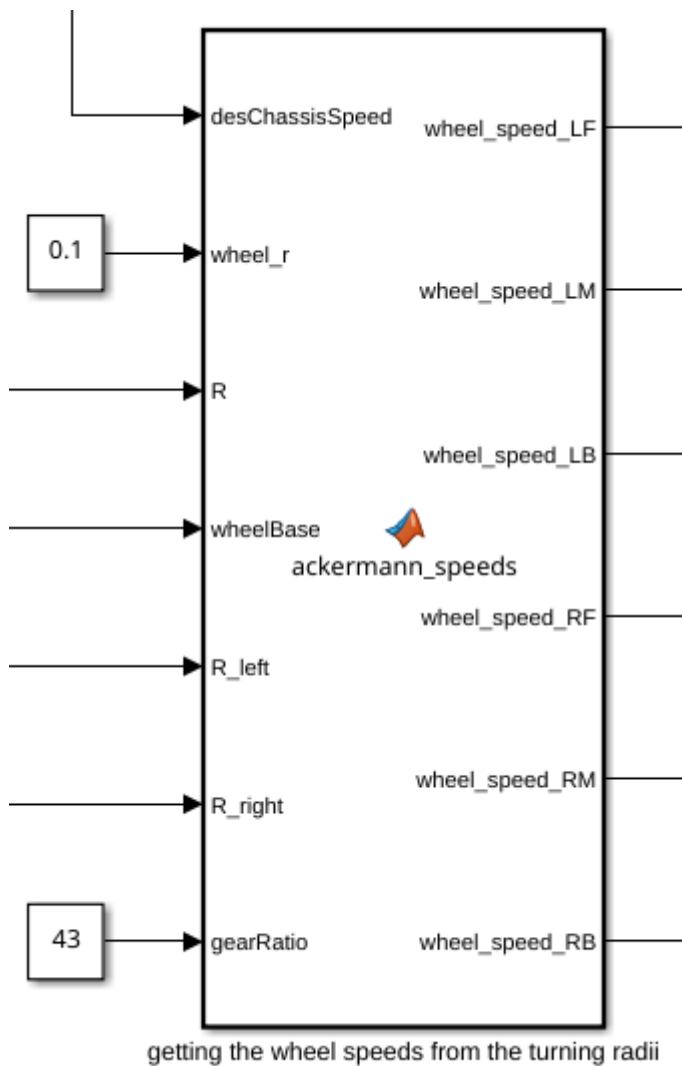 desChassisSpeed
wheel_speed_LF
0.1
wheel_r
wheel_speed_LM
R
wheel_speed_LB
wheelBase
ackermann_speeds
wheel_speed_RF
R_left
wheel_speed_RM
R_right
43
gearRatio
wheel_speed_RB
getting the wheel speeds from the turning radii